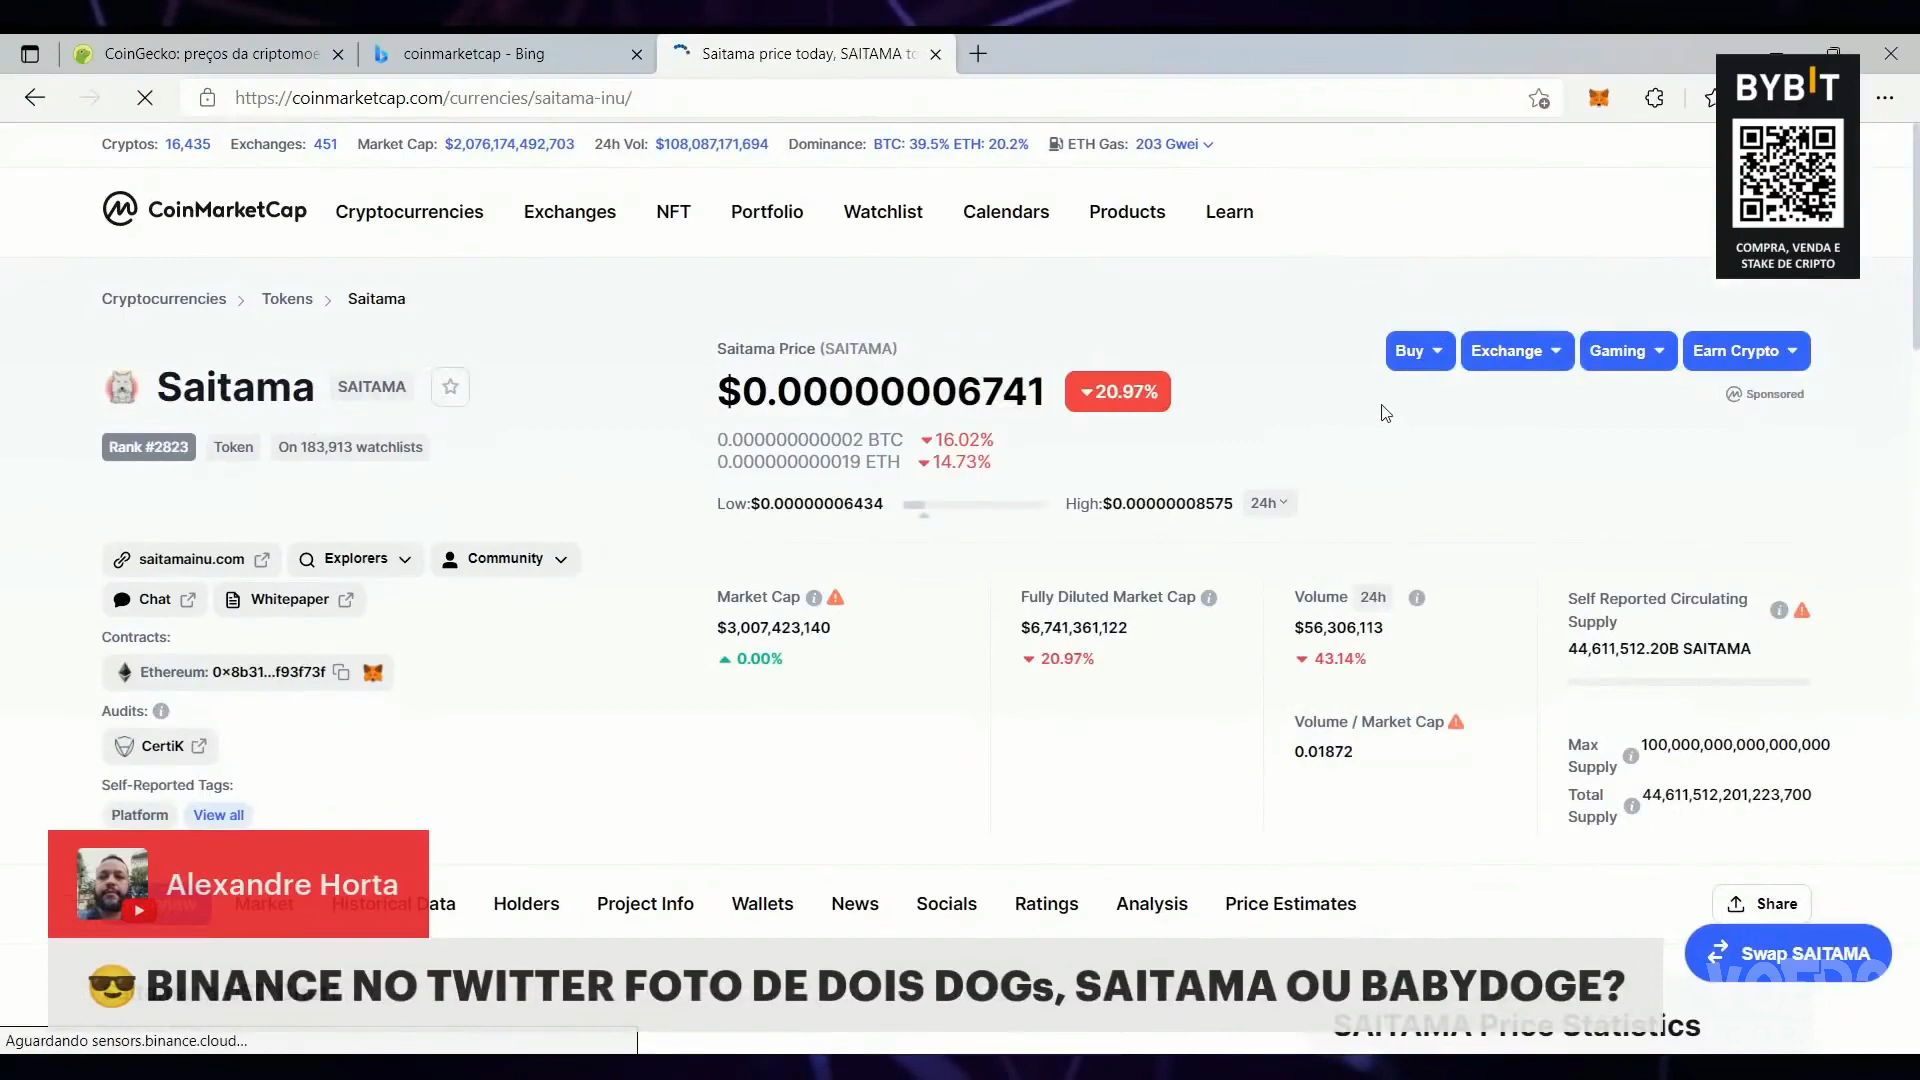 CoinGecko: preços da criptomoe
coinmarketcap - Bing
Saitama price today, SAITAMA to
https://coinmarketcap.com/currencies/saitama-inu/
BYBIT
COMPRA, VENDA E
STAKE DE CRIPTO
Cryptos: 16,435 Exchanges: 451 Market Cap: $2,076,174,492,703 24h Vol: $108,087,171,694 Dominance: BTC: 39.5% ETH: 20.2% ETH Gas: 203 Gwei
CoinMarketCap Cryptocurrencies Exchanges NFT Portfolio Watchlist Calendars Products Learn
Cryptocurrencies > Tokens > Saitama
Saitama SAITAMA
Rank #2823 Token On 183,913 watchlists
Saitama Price (SAITAMA)
$0.00000006741 20.97%
0.000000000002 BTC 16.02%
0.000000000019 ETH 14.73%
Low:$0.00000006434 High:$0.00000008575 24h
Buy Exchange Gaming Earn Crypto
Sponsored
saitamainu.com Explorers Community
Chat Whitepaper
Contracts:
Ethereum: 0x8b31...f93f73f
Audits:
CertiK
Self-Reported Tags:
Platform View all
Market Cap
$3,007,423,140
0.00%
Fully Diluted Market Cap
$6,741,361,122
20.97%
Volume 24h
$56,306,113
43.14%
Volume / Market Cap
0.01872
Self Reported Circulating
Supply
44,611,512.20B SAITAMA
Max
Supply
100,000,000,000,000,000
Total
Supply
44,611,512,201,223,700
Alexandre Horta
Market Historical Data Holders Project Info Wallets News Socials Ratings Analysis Price Estimates
Share
Swap SAITAMA
BINANCE NO TWITTER FOTO DE DOIS DOGs, SAITAMA OU BABYDOGE?
SAITAMA Price Statistics
Aguardando sensors.binance.cloud...